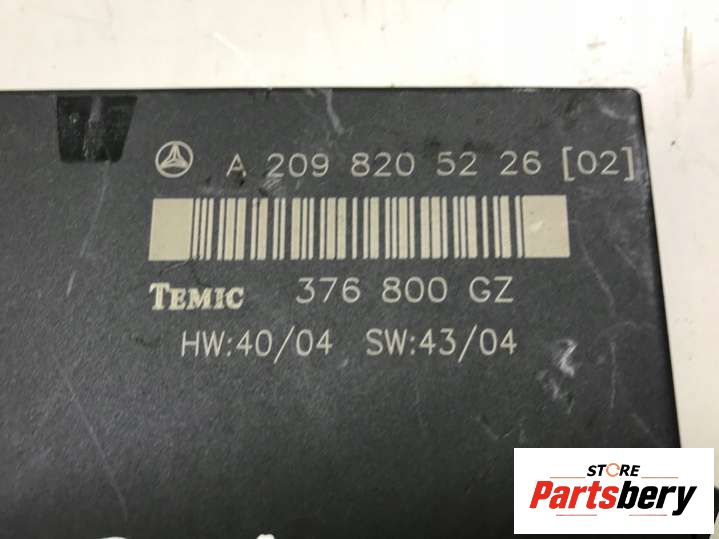 A 209 820 52 26 [02]
TEMIC 376 800 GZ
HW:40/04 SW:43/04
STORE
Partsbery